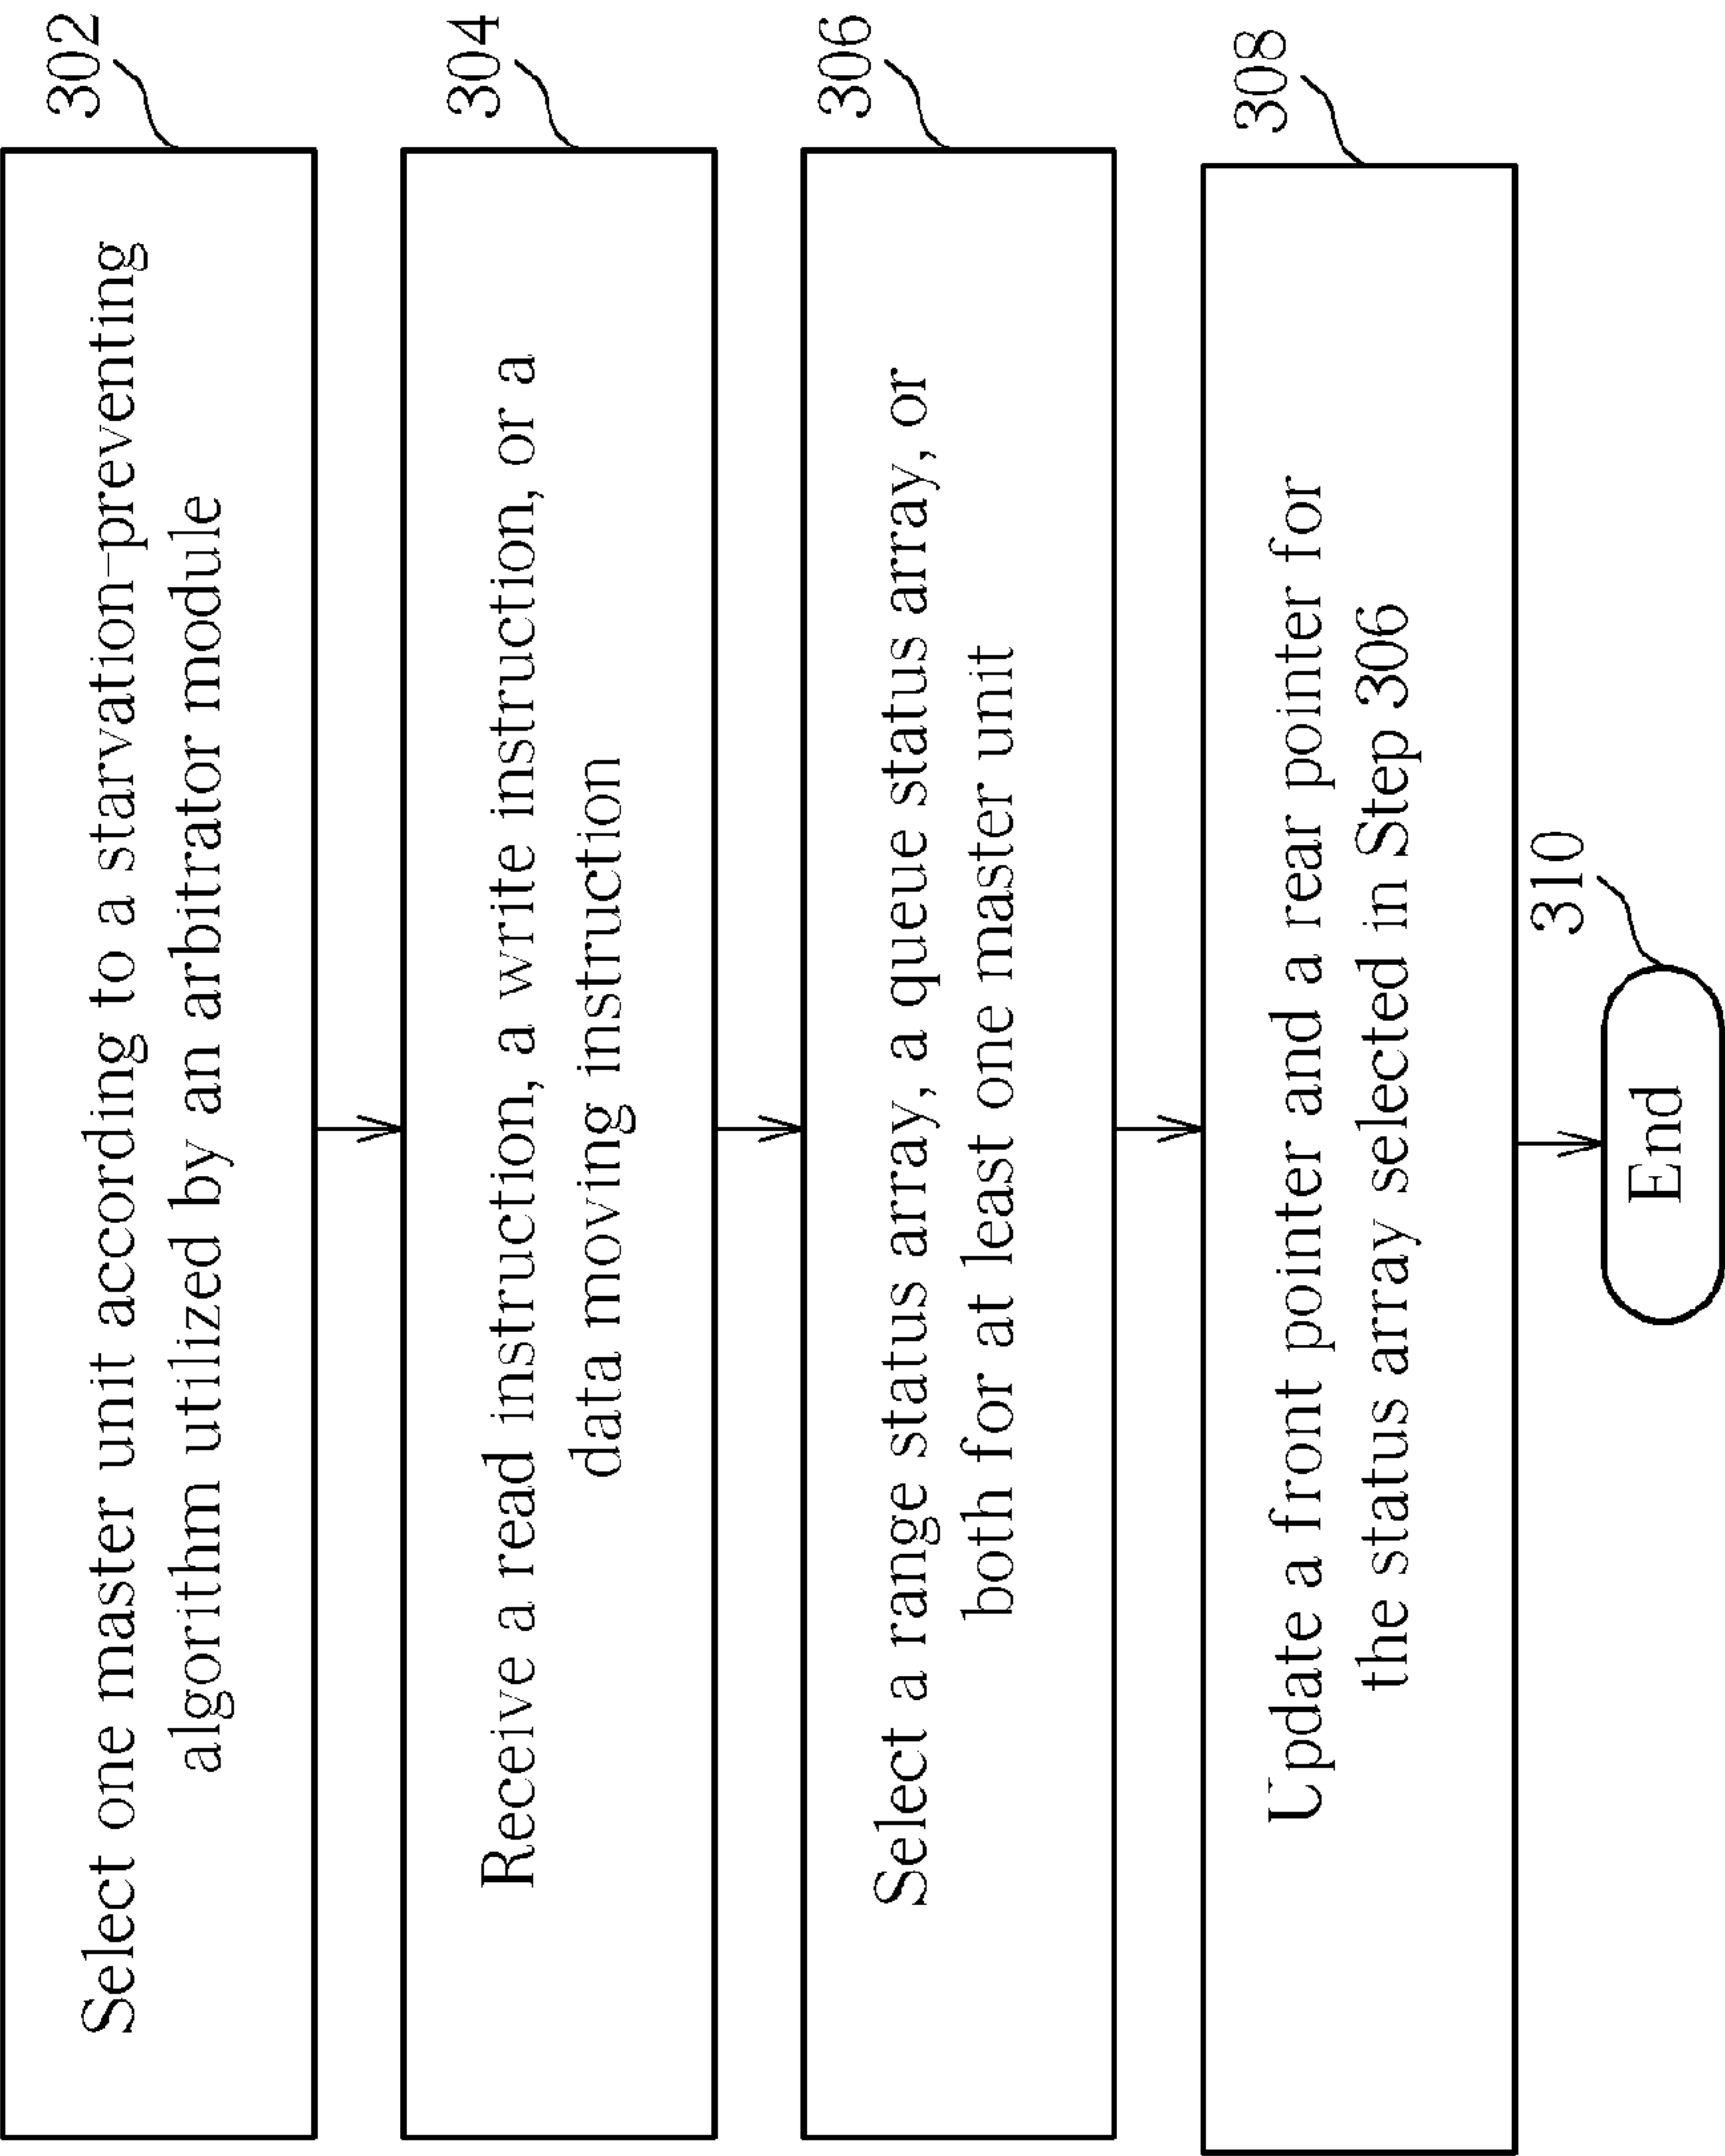 302
Select one master unit according to a starvation-preventing
algorithm utilized by an arbitrator module
304
Receive a read instruction, a write instruction, or a
data moving instruction
306
Select a range status array, a queue status array, or
both for at least one master unit
308
Update a front pointer and a rear pointer for
the status array selected in Step 306
310
End